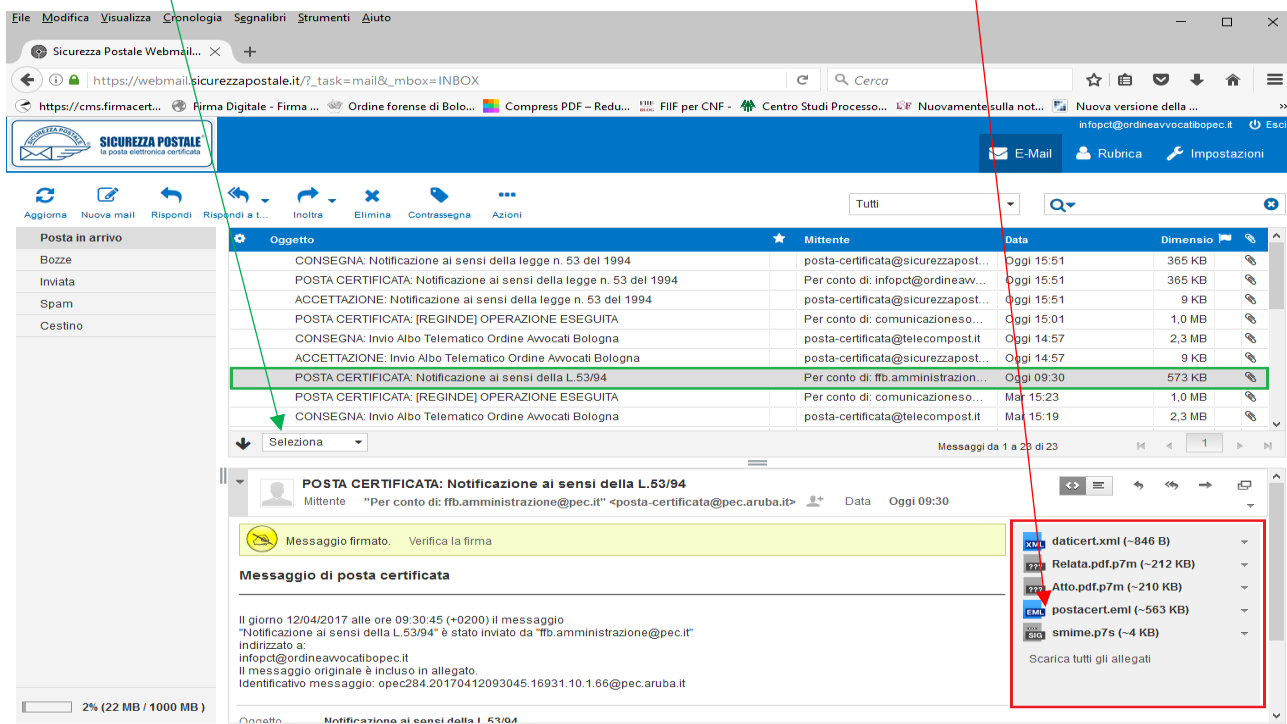 File Modifica Visualizza Cronologia Segnalibri Strumenti Aiuto
Sicurezza Postale Webmail...
https://webmail.sicurezzapostale.it/?_task=mail&_mbox=INBOX
Cerca
https://cms.firmacert... Firma Digitale - Firma ... Ordine forense di Bolo... Compress PDF – Redu... FIIF per CNF - Centro Studi Processo... Nuovamente sulla not... Nuova versione della ... »
SICUREZZA POSTALE
la posta elettronica certificata
infopct@ordineavvocatibopec.it Esci
E-Mail Rubrica Impostazioni
Aggiorna Nuova mail Rispondi Rispondi a t... Inoltra Elimina Contrassegna Azioni
Tutti
Posta in arrivo
Bozze
Inviata
Spam
Cestino
Oggetto Mittente Data Dimensio
CONSEGNA: Notificazione ai sensi della legge n. 53 del 1994 posta-certificata@sicurezzapost... Oggi 15:51 365 KB
POSTA CERTIFICATA: Notificazione ai sensi della legge n. 53 del 1994 Per conto di: infopct@ordineavv... Oggi 15:51 365 KB
ACCETTAZIONE: Notificazione ai sensi della legge n. 53 del 1994 posta-certificata@sicurezzapost... Oggi 15:51 9 KB
POSTA CERTIFICATA: [REGINDE] OPERAZIONE ESEGUITA Per conto di: comunicazioneso... Oggi 15:01 1,0 MB
CONSEGNA: Invio Albo Telematico Ordine Avvocati Bologna posta-certificata@telecompost.it Oggi 14:57 2,3 MB
ACCETTAZIONE: Invio Albo Telematico Ordine Avvocati Bologna posta-certificata@sicurezzapost... Oggi 14:57 9 KB
POSTA CERTIFICATA: Notificazione ai sensi della L.53/94 Per conto di: ffb.amministrazion... Oggi 09:30 573 KB
POSTA CERTIFICATA: [REGINDE] OPERAZIONE ESEGUITA Per conto di: comunicazioneso... Mar 15:23 1,0 MB
CONSEGNA: Invio Albo Telematico Ordine Avvocati Bologna posta-certificata@telecompost.it Mar 15:19 2,3 MB
Seleziona
Messaggi da 1 a 23 di 23
1
POSTA CERTIFICATA: Notificazione ai sensi della L.53/94
Mittente "Per conto di: ffb.amministrazione@pec.it" <posta-certificata@pec.aruba.it> Data Oggi 09:30
Messaggio firmato. Verifica la firma
Messaggio di posta certificata
Il giorno 12/04/2017 alle ore 09:30:45 (+0200) il messaggio
"Notificazione ai sensi della L.53/94" è stato inviato da "ffb.amministrazione@pec.it"
indirizzato a:
infopct@ordineavvocatibopec.it
Il messaggio originale è incluso in allegato.
Identificativo messaggio: opec284.20170412093045.16931.10.1.66@pec.aruba.it
Oggetto Notificazione ai sensi della L.53/94
XML daticert.xml (~846 B)
??? Relata.pdf.p7m (~212 KB)
??? Atto.pdf.p7m (~210 KB)
EML postacert.eml (~563 KB)
SIG smime.p7s (~4 KB)
Scarica tutti gli allegati
2% (22 MB / 1000 MB )